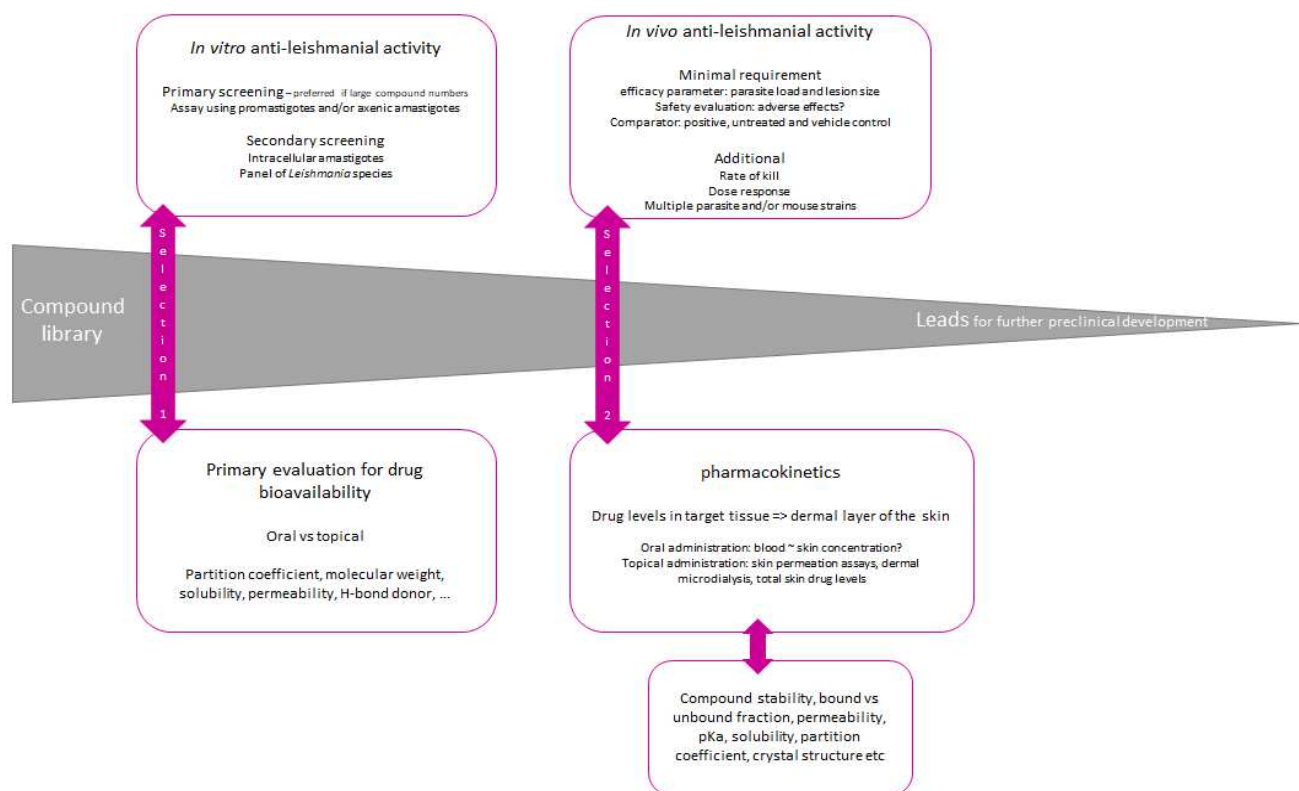 In vitro anti-leishmanial activity
Primary screening – preferred if large compound numbers
Assay using promastigotes and/or axenic amastigotes
Secondary screening
Intracellular amastigotes
Panel of Leishmania species
In vivo anti-leishmanial activity
Minimal requirement
efficacy parameter: parasite load and lesion size
Safety evaluation: adverse effects?
Comparator: positive, untreated and vehicle control
Additional
Rate of kill
Dose response
Multiple parasite and/or mouse strains
Compound
library
Selection 1
Selection 2
Leads for further preclinical development
Primary evaluation for drug
bioavailability
Oral vs topical
Partition coefficient, molecular weight,
solubility, permeability, H-bond donor, ...
pharmacokinetics
Drug levels in target tissue => dermal layer of the skin
Oral administration: blood ~ skin concentration?
Topical administration: skin permeation assays, dermal
microdialysis, total skin drug levels
Compound stability, bound vs
unbound fraction, permeability,
pKa, solubility, partition
coefficient, crystal structure etc